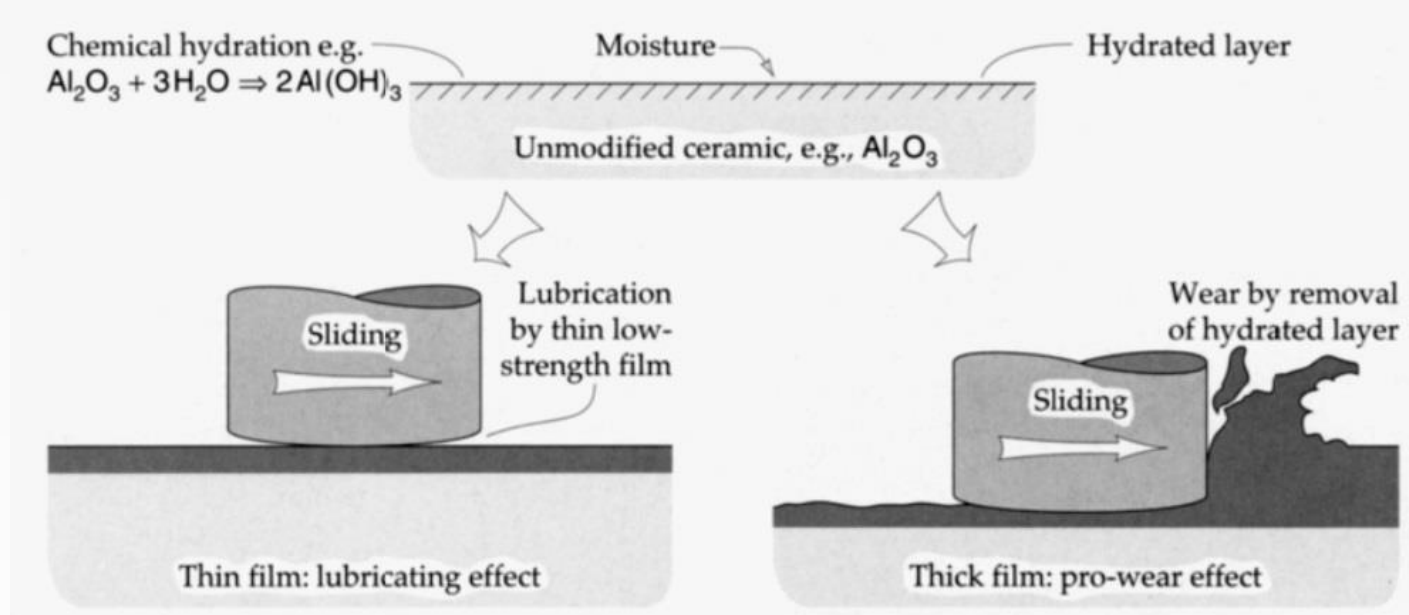 Chemical hydration e.g.
Al₂O₃ + 3H₂O ⇒ 2Al(OH)₃
Moisture
Hydrated layer
Unmodified ceramic, e.g., Al₂O₃
Lubrication
by thin low-
strength film
Sliding
Thin film: lubricating effect
Wear by removal
of hydrated layer
Sliding
Thick film: pro-wear effect